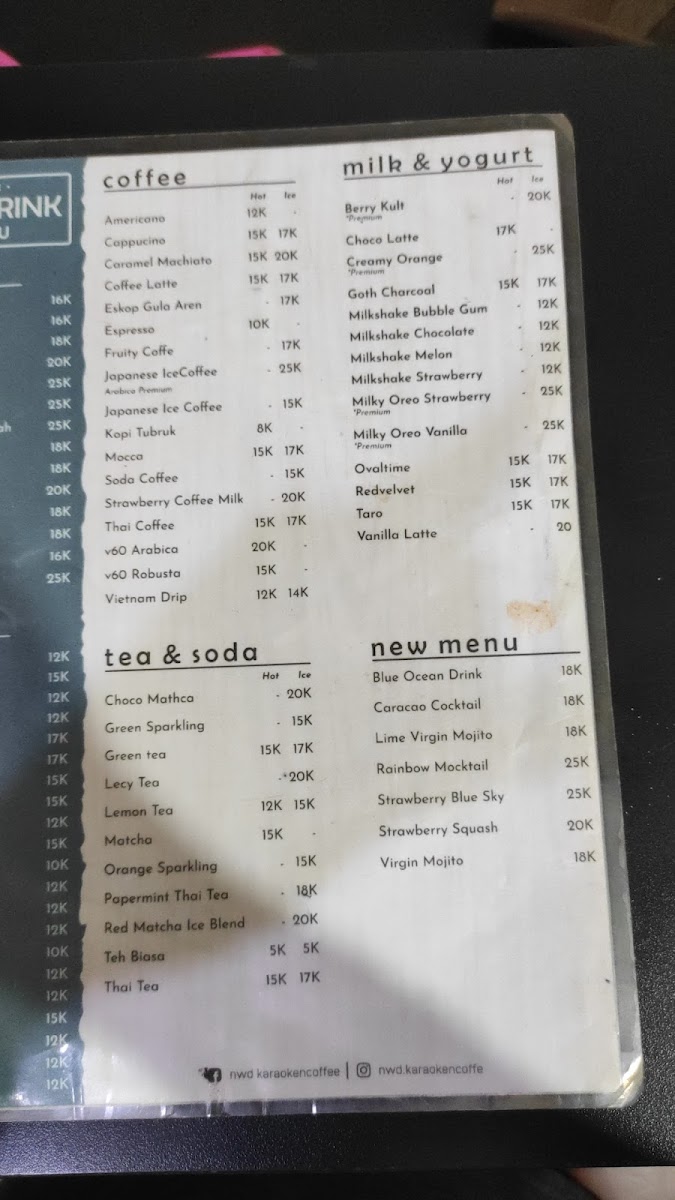 RINK
U
16K
16K
18K
20K
25K
25K
ah 25K
18K
18K
20K
18K
18K
16K
25K
12K
15K
12K
12K
17K
17K
15K
15K
12K
15K
10K
12K
12K
12K
10K
12K
12K
15K
12K
12K
12K
coffee
Hot Ice
Americano 12K -
Cappucino 15K 17K
Caramel Machiato 15K 20K
Coffee Latte 15K 17K
Eskop Gula Aren - 17K
Espresso 10K -
Fruity Coffe - 17K
Japanese IceCoffee - 25K
Arabica Premium
Japanese Ice Coffee - 15K
Kopi Tubruk 8K -
Mocca 15K 17K
Soda Coffee - 15K
Strawberry Coffee Milk - 20K
Thai Coffee 15K 17K
v60 Arabica 20K -
v60 Robusta 15K -
Vietnam Drip 12K 14K
tea & soda
Hot Ice
Choco Mathca - 20K
Green Sparkling - 15K
Green tea 15K 17K
Lecy Tea - 20K
Lemon Tea 12K 15K
Matcha 15K -
Orange Sparkling - 15K
Papermint Thai Tea - 18K
Red Matcha Ice Blend - 20K
Teh Biasa 5K 5K
Thai Tea 15K 17K
milk & yogurt
Hot Ice
Berry Kult - 20K
*Premium
Choco Latte 17K -
Creamy Orange - 25K
*Premium
Goth Charcoal 15K 17K
Milkshake Bubble Gum - 12K
Milkshake Chocolate - 12K
Milkshake Melon - 12K
Milkshake Strawberry - 12K
Milky Oreo Strawberry - 25K
*Premium
Milky Oreo Vanilla - 25K
*Premium
Ovaltime 15K 17K
Redvelvet 15K 17K
Taro 15K 17K
Vanilla Latte - 20
new menu
Blue Ocean Drink 18K
Caracao Cocktail 18K
Lime Virgin Mojito 18K
Rainbow Mocktail 25K
Strawberry Blue Sky 25K
Strawberry Squash 20K
Virgin Mojito 18K
nwd karaokencoffee | nwd.karaokencoffe